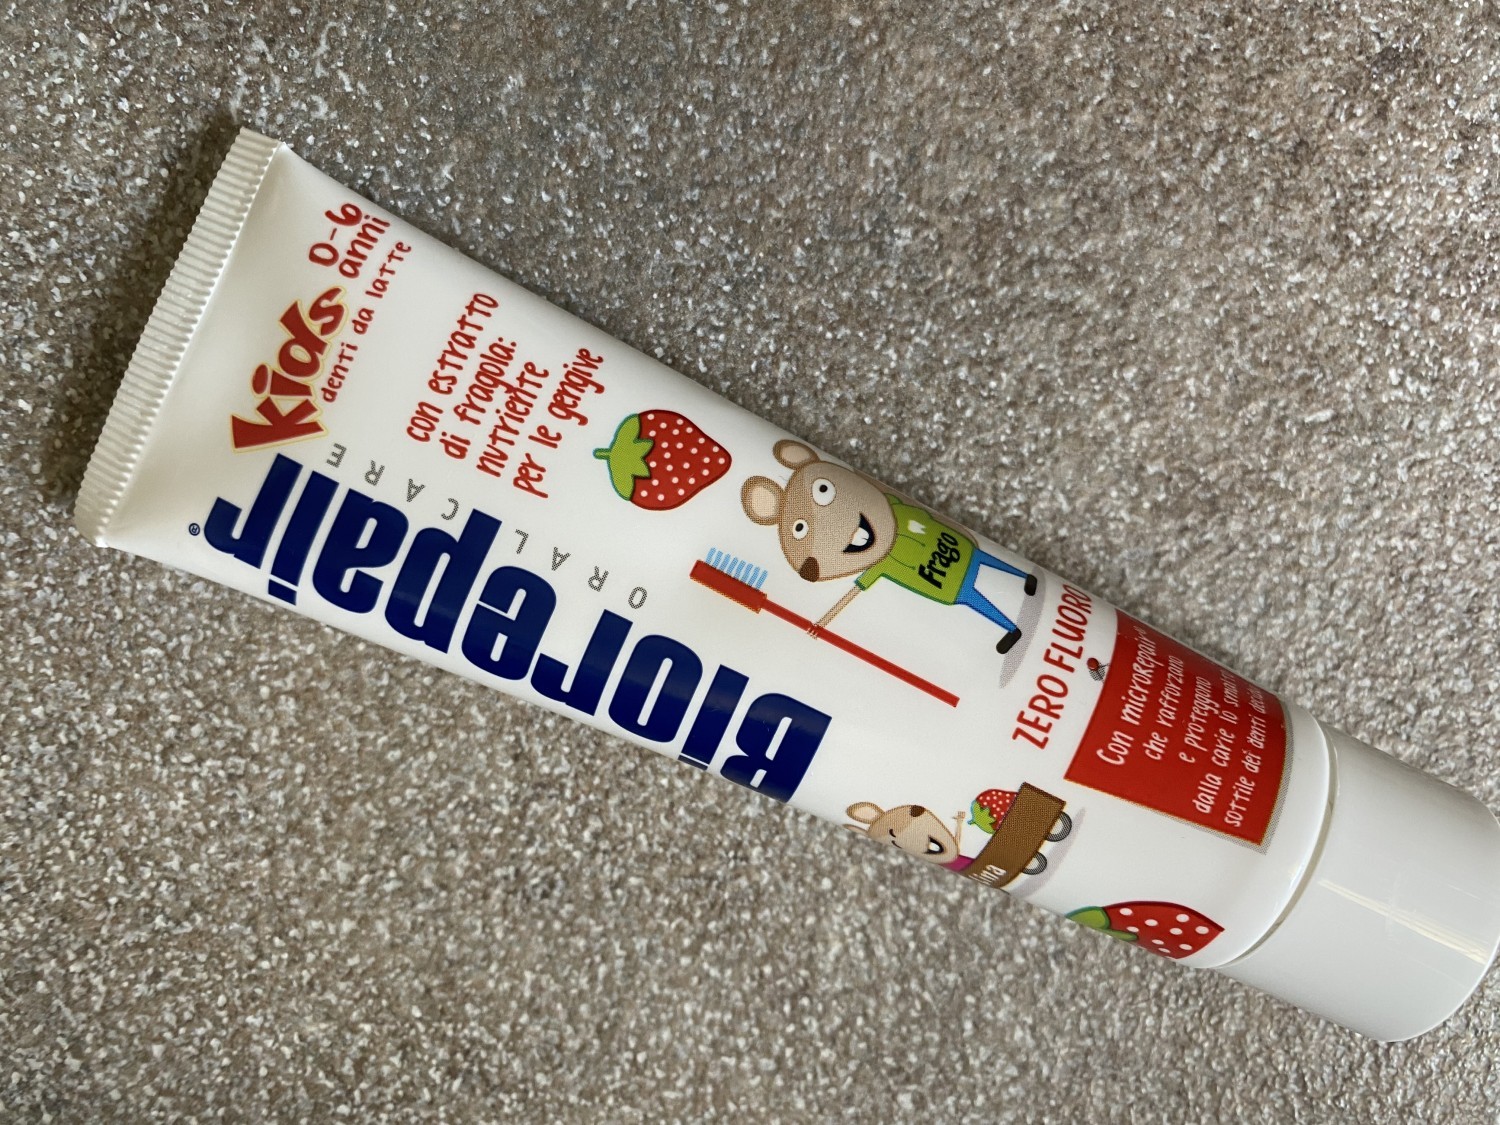 Biorepair®
ORAL CARE
Kids
0-6
anni
denti da latte
con estratto
di fragola:
nutriente
per le gengive
Frago
ZERO FLUORO
Con microRepair
che rafforzano
e proteggono
dalla carie lo
sottile dei denti